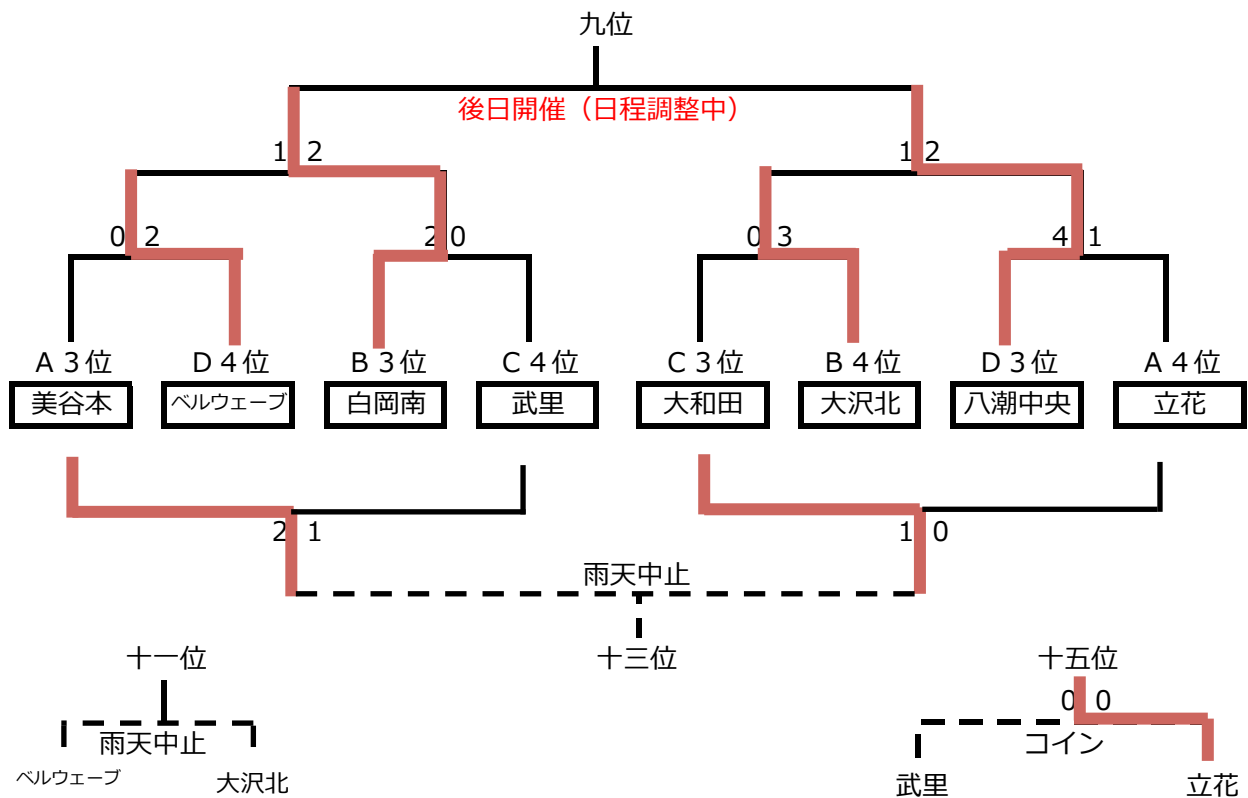 九位
後日開催（日程調整中）
1 2
1 2
0 2
2 0
0 3
4 1
A 3位
D 4位
B 3位
C 4位
C 3位
B 4位
D 3位
A 4位
美谷本
ベルウェーブ
白岡南
武里
大和田
大沢北
八潮中央
立花
2 1
1 0
雨天中止
十一位
十三位
十五位
0 0
雨天中止
コイン
ベルウェーブ
大沢北
武里
立花